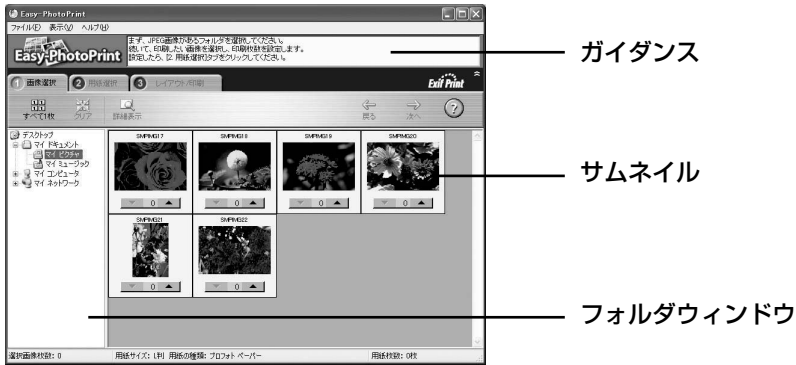 Easy-PhotoPrint
ファイル(F) 表示(V) ヘルプ(H)
Easy-PhotoPrint
まず、JPEG画像があるフォルダを選択してください。
続いて、印刷したい画像を選択し、印刷枚数を設定します。
設定したら、[2. 用紙選択]タブをクリックしてください。
ガイダンス
1 画像選択 2 用紙選択 3 レイアウト/印刷 Exif Print
すべて1枚 クリア 詳細表示 戻る 次へ ?
デスクトップ
マイ ドキュメント
マイ ピクチャ
マイ ミュージック
マイ コンピュータ
マイ ネットワーク
SMPIMG17 SMPIMG18 SMPIMG19 SMPIMG20
0 0 0 0
サムネイル
SMPIMG21 SMPIMG22
0 0
フォルダウィンドウ
選択画像枚数: 0 用紙サイズ: L判 用紙の種類: プロフォト ペーパー 用紙枚数: 0枚